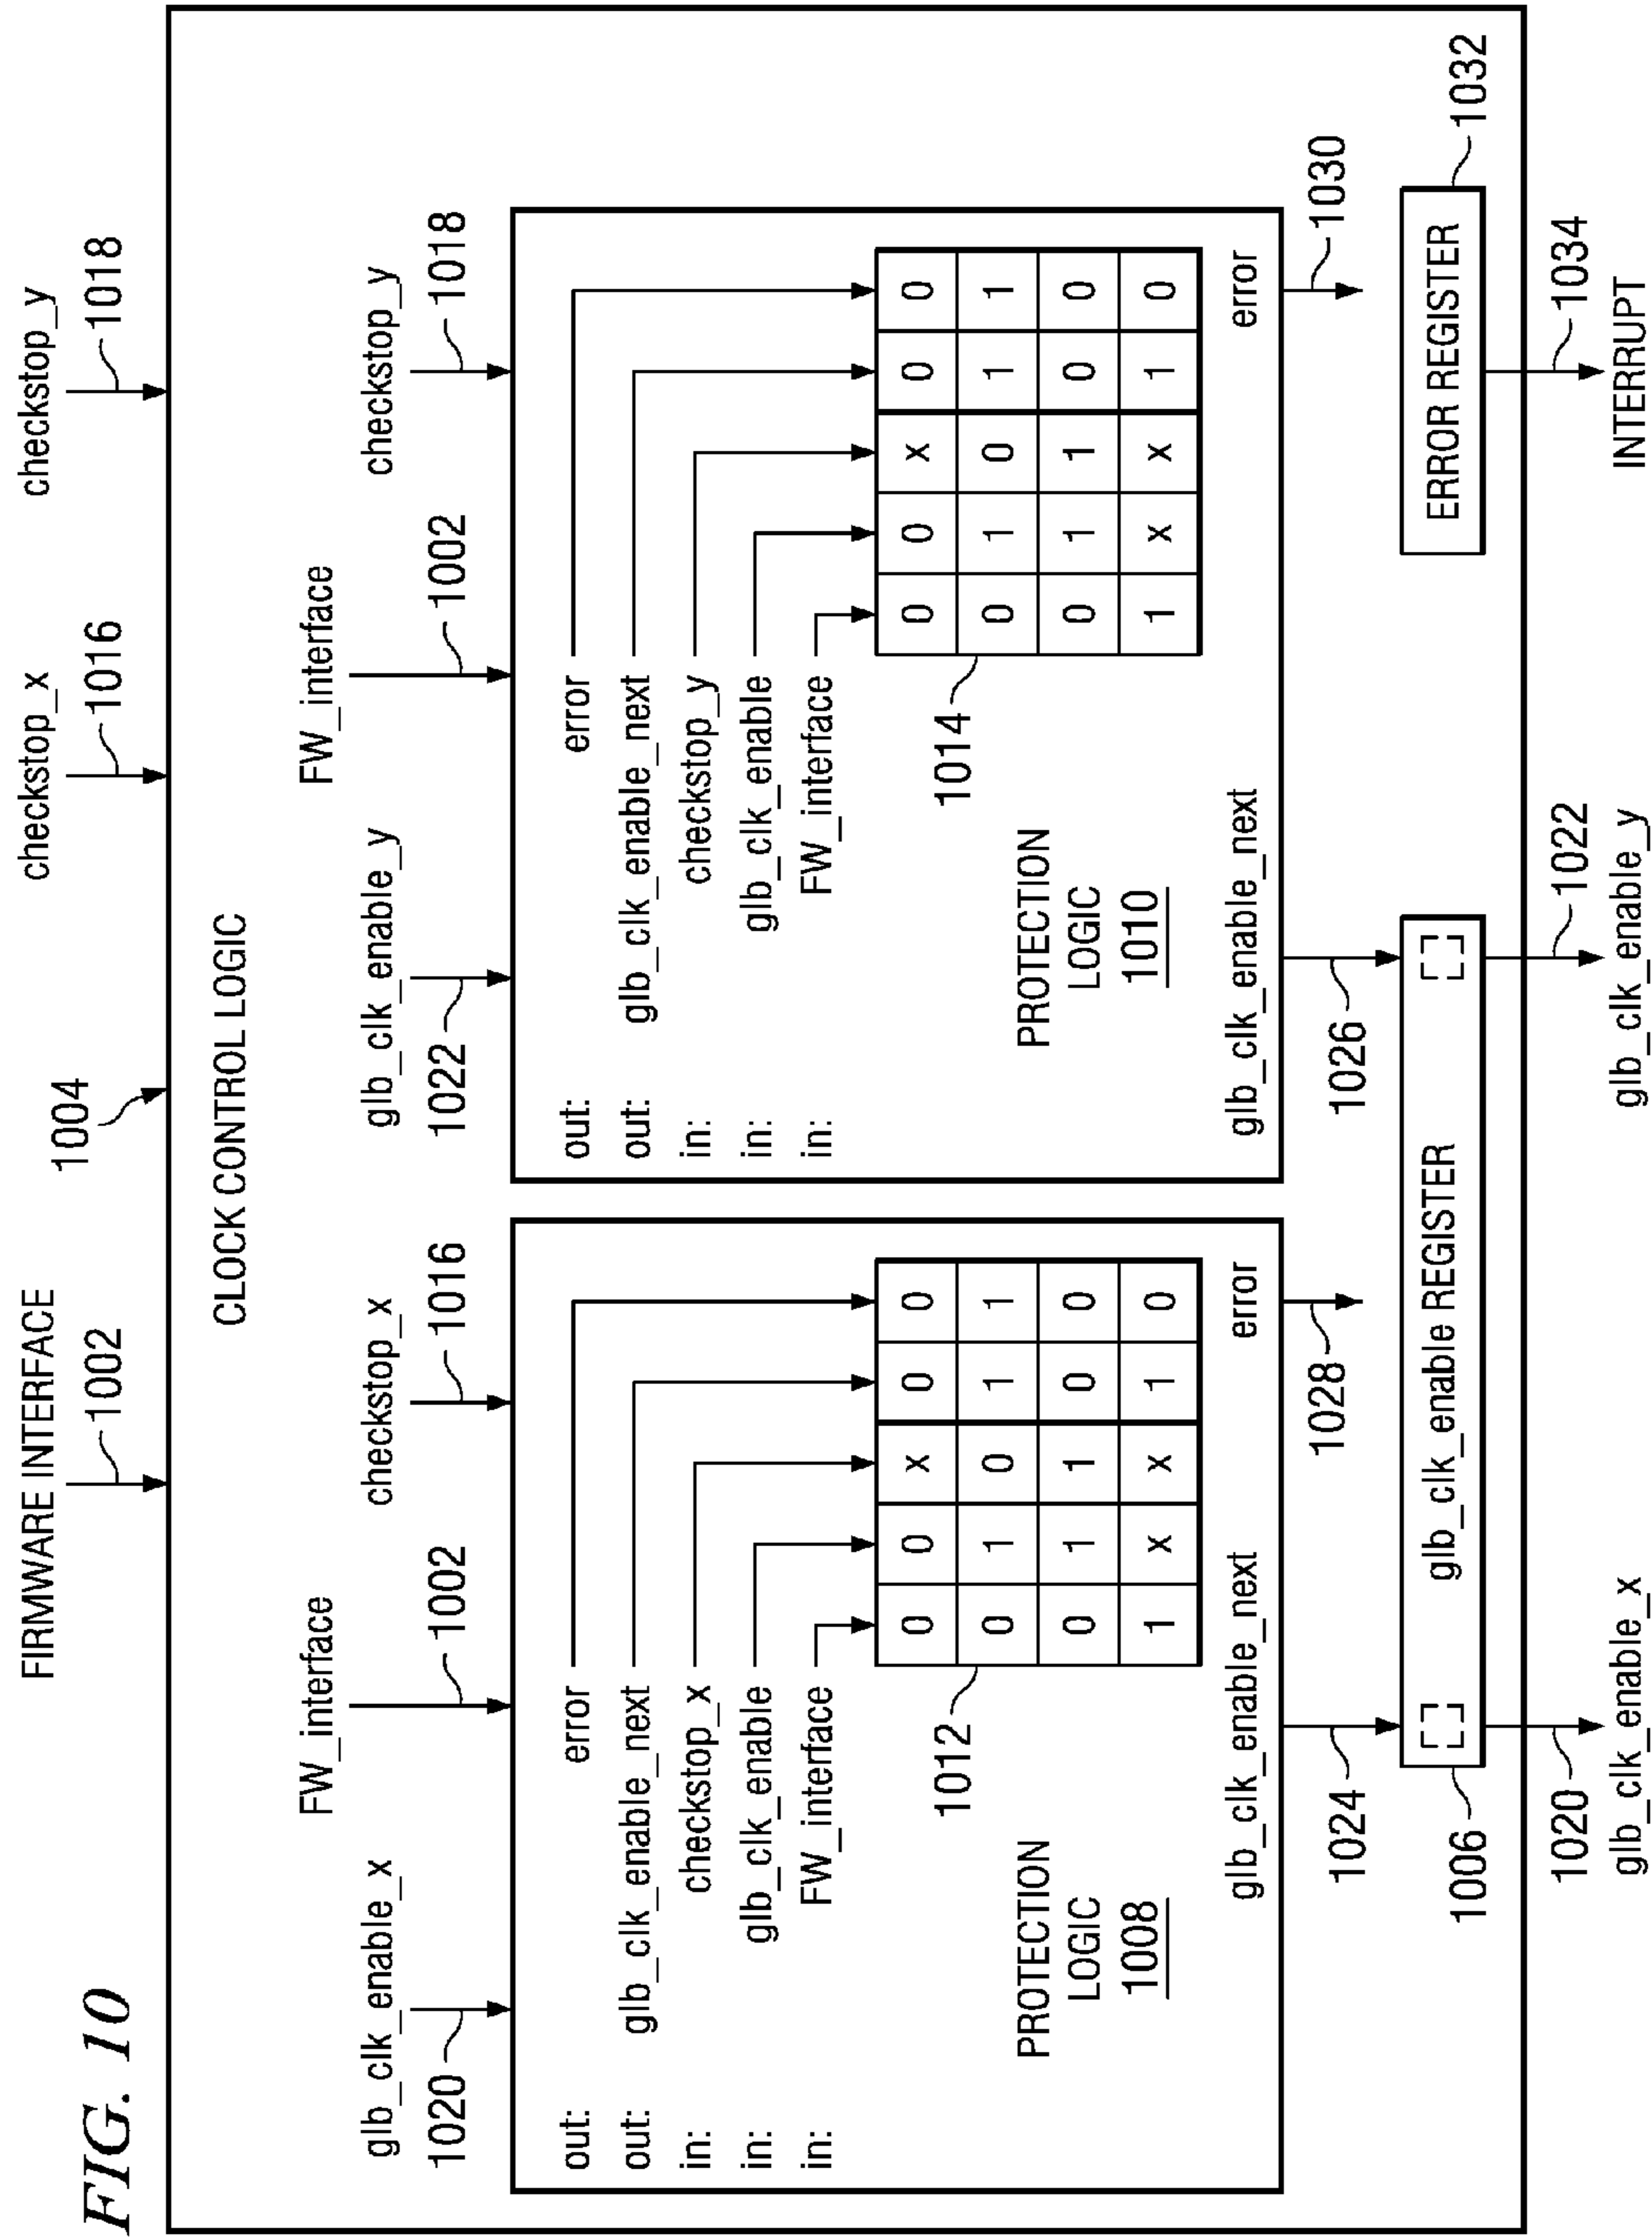 FIG. 10
FIRMWARE INTERFACE
1002
1004
checkstop_x
1016
checkstop_y
1018
CLOCK CONTROL LOGIC
glb_clk_enable_x
1020
FW_interface
1002
checkstop_x
1016
out: error
out: glb_clk_enable_next
in: checkstop_x
in: glb_clk_enable
in: FW_interface
1012
0 0 x 0 0
0 1 0 1 1
0 1 1 0 0
1 x x 1 0
PROTECTION
LOGIC
1008
glb_clk_enable_next
error
1024
1028
glb_clk_enable_y
1022
FW_interface
1002
checkstop_y
1018
out: error
out: glb_clk_enable_next
in: checkstop_y
in: glb_clk_enable
in: FW_interface
1014
0 0 x 0 0
0 1 0 1 1
0 1 1 0 0
1 x x 1 0
PROTECTION
LOGIC
1010
glb_clk_enable_next
error
1026
1030
glb_clk_enable REGISTER
1006
ERROR REGISTER
1032
1020
glb_clk_enable_x
1022
glb_clk_enable_y
1034
INTERRUPT